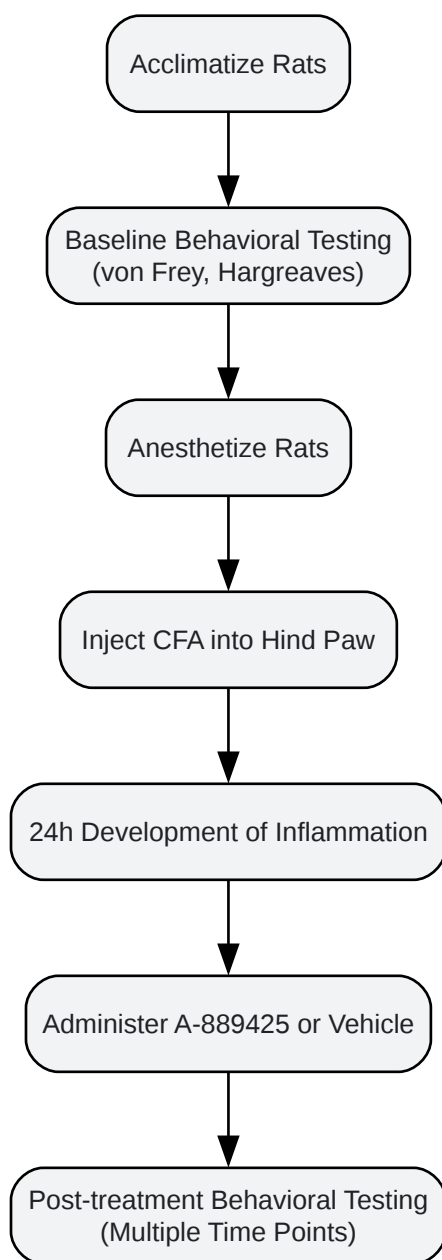 Acclimatize Rats
Baseline Behavioral Testing
(von Frey, Hargreaves)
Anesthetize Rats
Inject CFA into Hind Paw
24h Development of Inflammation
Administer A-889425 or Vehicle
Post-treatment Behavioral Testing
(Multiple Time Points)